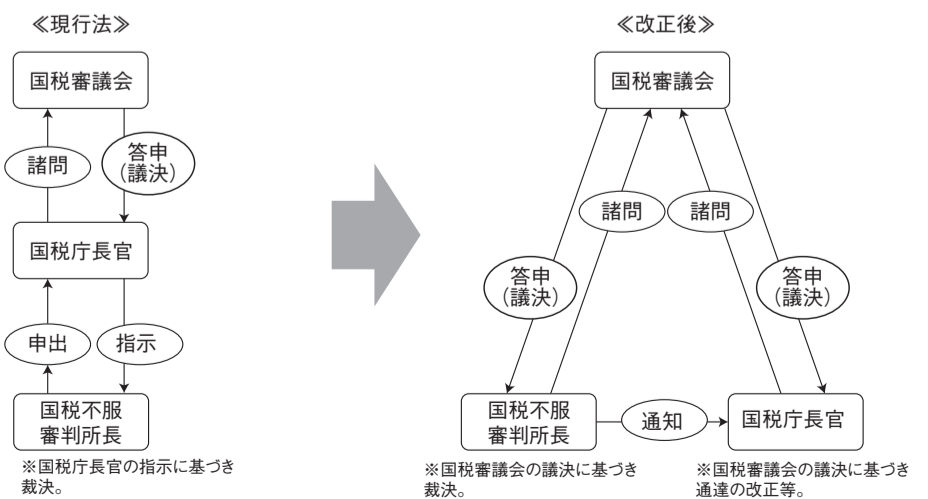 ≪現行法≫
国税審議会
諮問
答申
(議決)
国税庁長官
申出
指示
国税不服
審判所長
※国税庁長官の指示に基づき
裁決。
≪改正後≫
国税審議会
諮問
諮問
答申
(議決)
答申
(議決)
国税不服
審判所長
通知
国税庁長官
※国税審議会の議決に基づき
裁決。
※国税審議会の議決に基づき
通達の改正等。